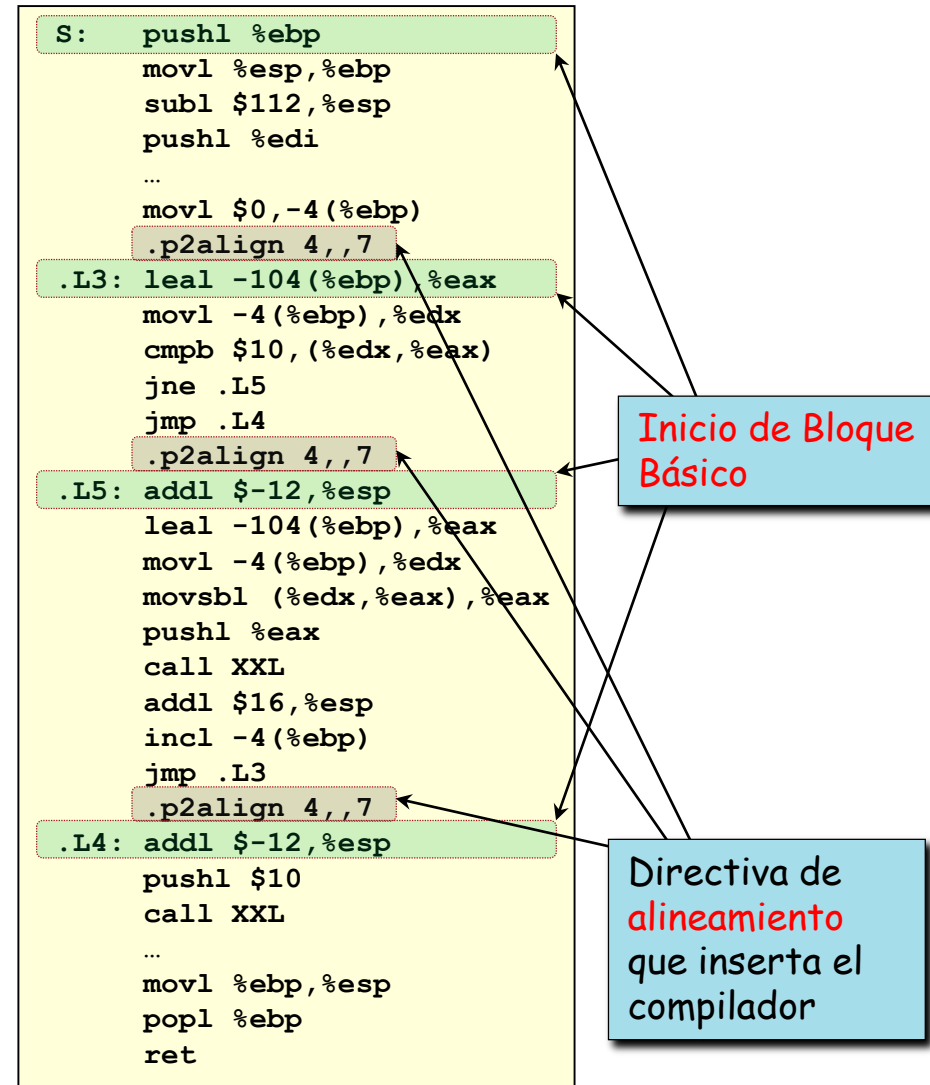 S: pushl %ebp
movl %esp,%ebp
subl $112,%esp
pushl %edi
…
movl $0,-4(%ebp)
.p2align 4,,7
.L3: leal -104(%ebp),%eax
movl -4(%ebp),%edx
cmpb $10,(%edx,%eax)
jne .L5
jmp .L4
.p2align 4,,7
.L5: addl $-12,%esp
leal -104(%ebp),%eax
movl -4(%ebp),%edx
movsbl (%edx,%eax),%eax
pushl %eax
call XXL
addl $16,%esp
incl -4(%ebp)
jmp .L3
.p2align 4,,7
.L4: addl $-12,%esp
pushl $10
call XXL
…
movl %ebp,%esp
popl %ebp
ret
Inicio de Bloque
Básico
Directiva de
alineamiento
que inserta el
compilador